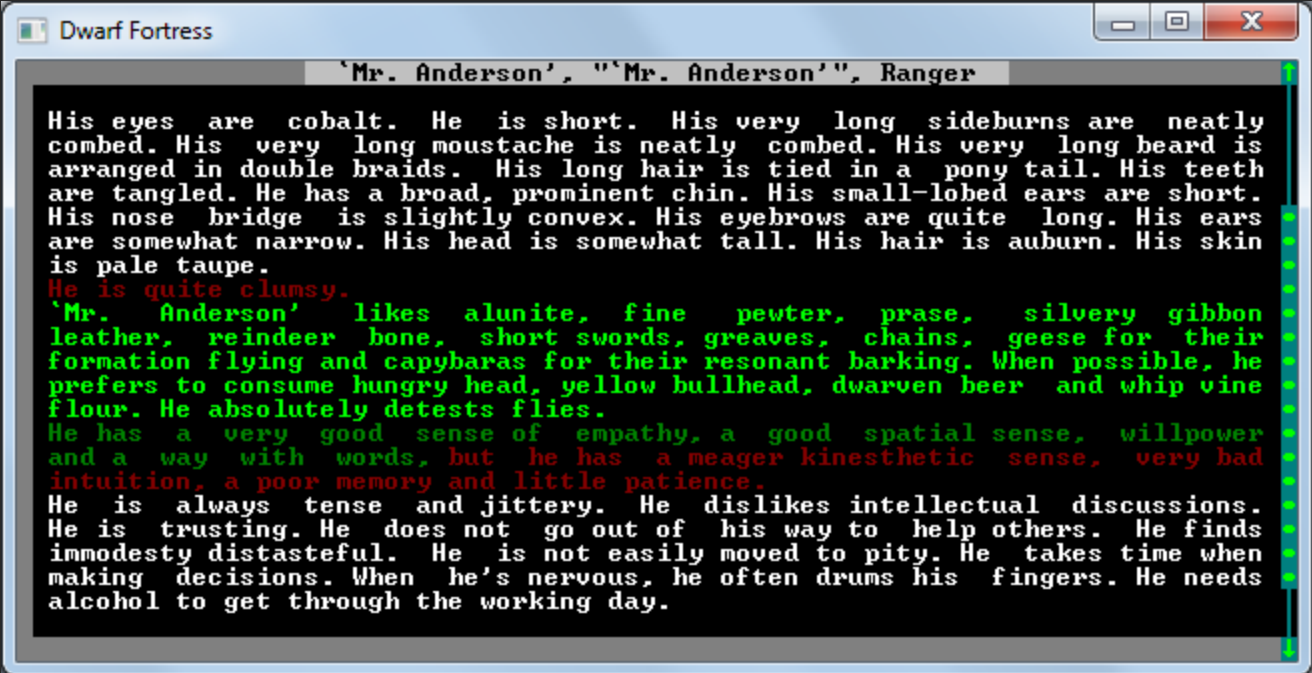 Dwarf Fortress
`Mr. Anderson', "`Mr. Anderson'", Ranger
His eyes are cobalt. He is short. His very long sideburns are neatly
combed. His very long moustache is neatly combed. His very long beard is
arranged in double braids. His long hair is tied in a pony tail. His teeth
are tangled. He has a broad, prominent chin. His small-lobed ears are short.
His nose bridge is slightly convex. His eyebrows are quite long. His ears
are somewhat narrow. His head is somewhat tall. His hair is auburn. His skin
is pale taupe.
He is quite clumsy.
`Mr. Anderson' likes alunite, fine pewter, prase, silvery gibbon
leather, reindeer bone, short swords, greaves, chains, geese for their
formation flying and capybaras for their resonant barking. When possible, he
prefers to consume hungry head, yellow bullhead, dwarven beer and whip vine
flour. He absolutely detests flies.
He has a very good sense of empathy, a good spatial sense, willpower
and a way with words, but he has a meager kinesthetic sense, very bad
intuition, a poor memory and little patience.
He is always tense and jittery. He dislikes intellectual discussions.
He is trusting. He does not go out of his way to help others. He finds
immodesty distasteful. He is not easily moved to pity. He takes time when
making decisions. When he's nervous, he often drums his fingers. He needs
alcohol to get through the working day.